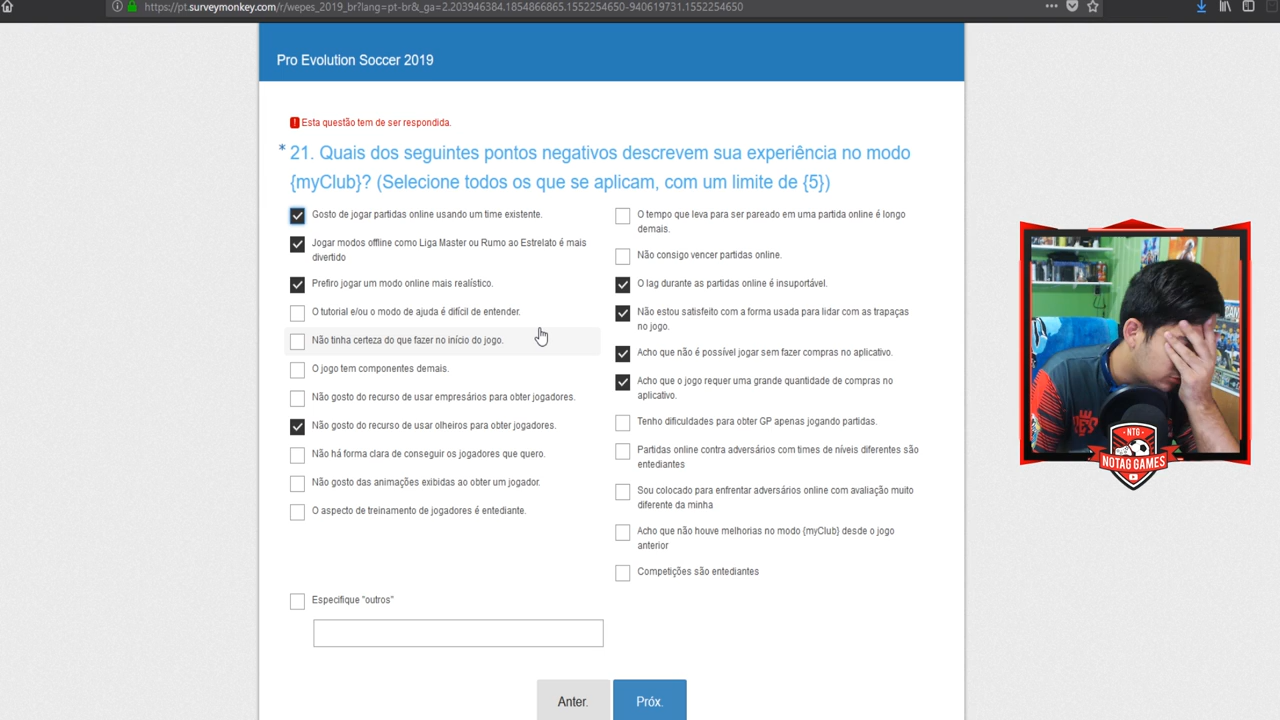 https://pt.surveymonkey.com/r/wepes_2019_br?lang=pt-br&_ga=2.203946384.1854866865.1552254650-940619731.1552254650
Pro Evolution Soccer 2019
! Esta questão tem de ser respondida.
* 21. Quais dos seguintes pontos negativos descrevem sua experiência no modo
{myClub}? (Selecione todos os que se aplicam, com um limite de {5})
Gosto de jogar partidas online usando um time existente.
Jogar modos offline como Liga Master ou Rumo ao Estrelato é mais
divertido
Prefiro jogar um modo online mais realístico.
O tutorial e/ou o modo de ajuda é difícil de entender.
Não tinha certeza do que fazer no início do jogo.
O jogo tem componentes demais.
Não gosto do recurso de usar empresários para obter jogadores.
Não gosto do recurso de usar olheiros para obter jogadores.
Não há forma clara de conseguir os jogadores que quero.
Não gosto das animações exibidas ao obter um jogador.
O aspecto de treinamento de jogadores é entediante.
O tempo que leva para ser pareado em uma partida online é longo
demais.
Não consigo vencer partidas online.
O lag durante as partidas online é insuportável.
Não estou satisfeito com a forma usada para lidar com as trapaças
no jogo.
Acho que não é possível jogar sem fazer compras no aplicativo.
Acho que o jogo requer uma grande quantidade de compras no
aplicativo.
Tenho dificuldades para obter GP apenas jogando partidas.
Partidas online contra adversários com times de níveis diferentes são
entediantes
Sou colocado para enfrentar adversários online com avaliação muito
diferente da minha
Acho que não houve melhorias no modo {myClub} desde o jogo
anterior
Competições são entediantes
Especifique "outros"
Anter.
Próx.
NTG
NOTAG GAMES